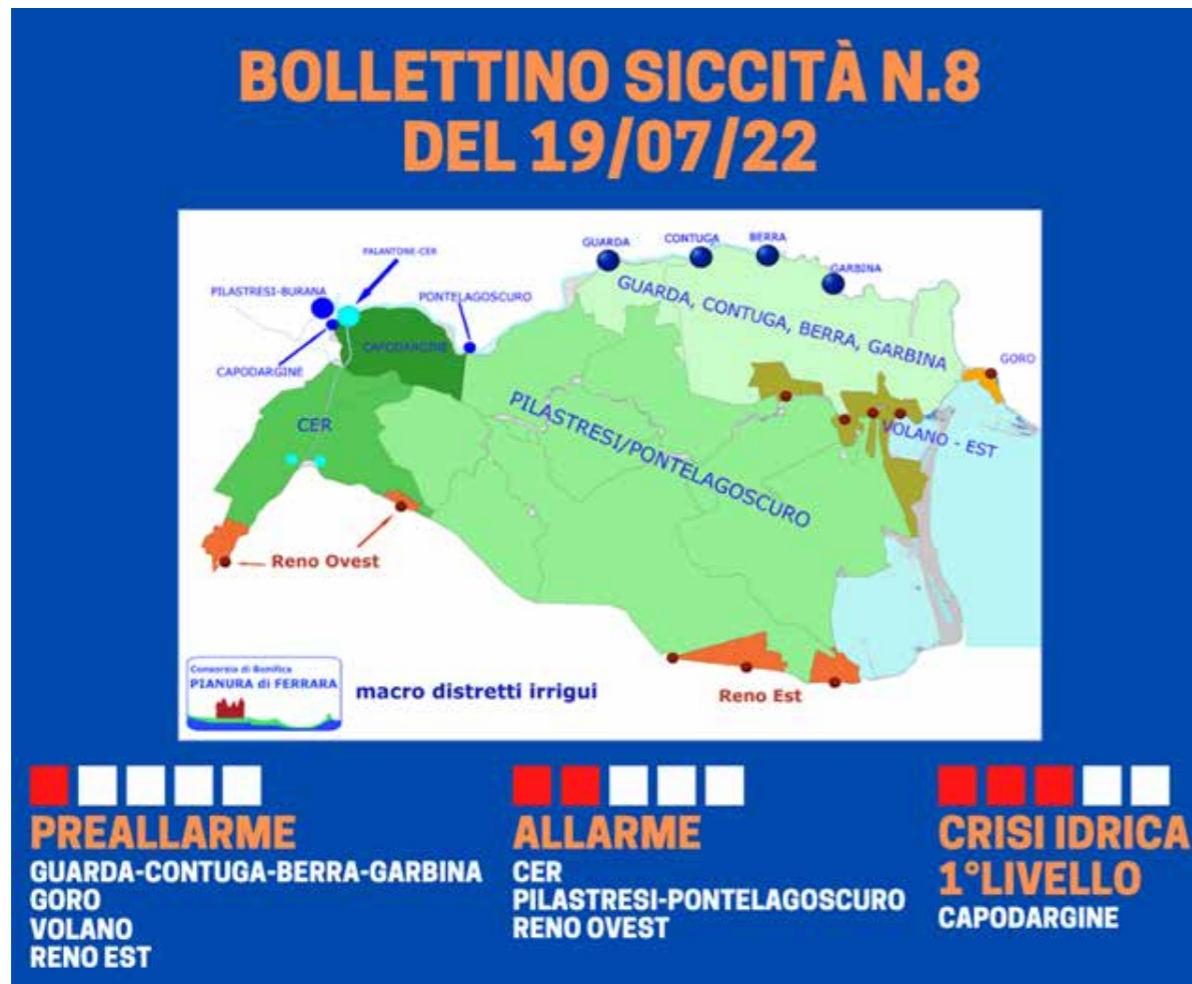 BOLLETTINO SICCITÀ N.8
DEL 19/07/22
GUARDA
CONTUGA
BERRA
GARBINA
PALANTONE-CER
PILASTRESI-BURANA
PONTELAGOSCURO
CAPODARGINE
CAPODARGINE
GUARDA, CONTUGA, BERRA, GARBINA
GORO
CER
PILASTRESI/PONTELAGOSCURO
VOLANO - EST
Reno Ovest
Reno Est
Consorzio di Bonifica
PIANURA di FERRARA
macro distretti irrigui
PREALLARME
GUARDA-CONTUGA-BERRA-GARBINA
GORO
VOLANO
RENO EST
ALLARME
CER
PILASTRESI-PONTELAGOSCURO
RENO OVEST
CRISI IDRICA
1°LIVELLO
CAPODARGINE